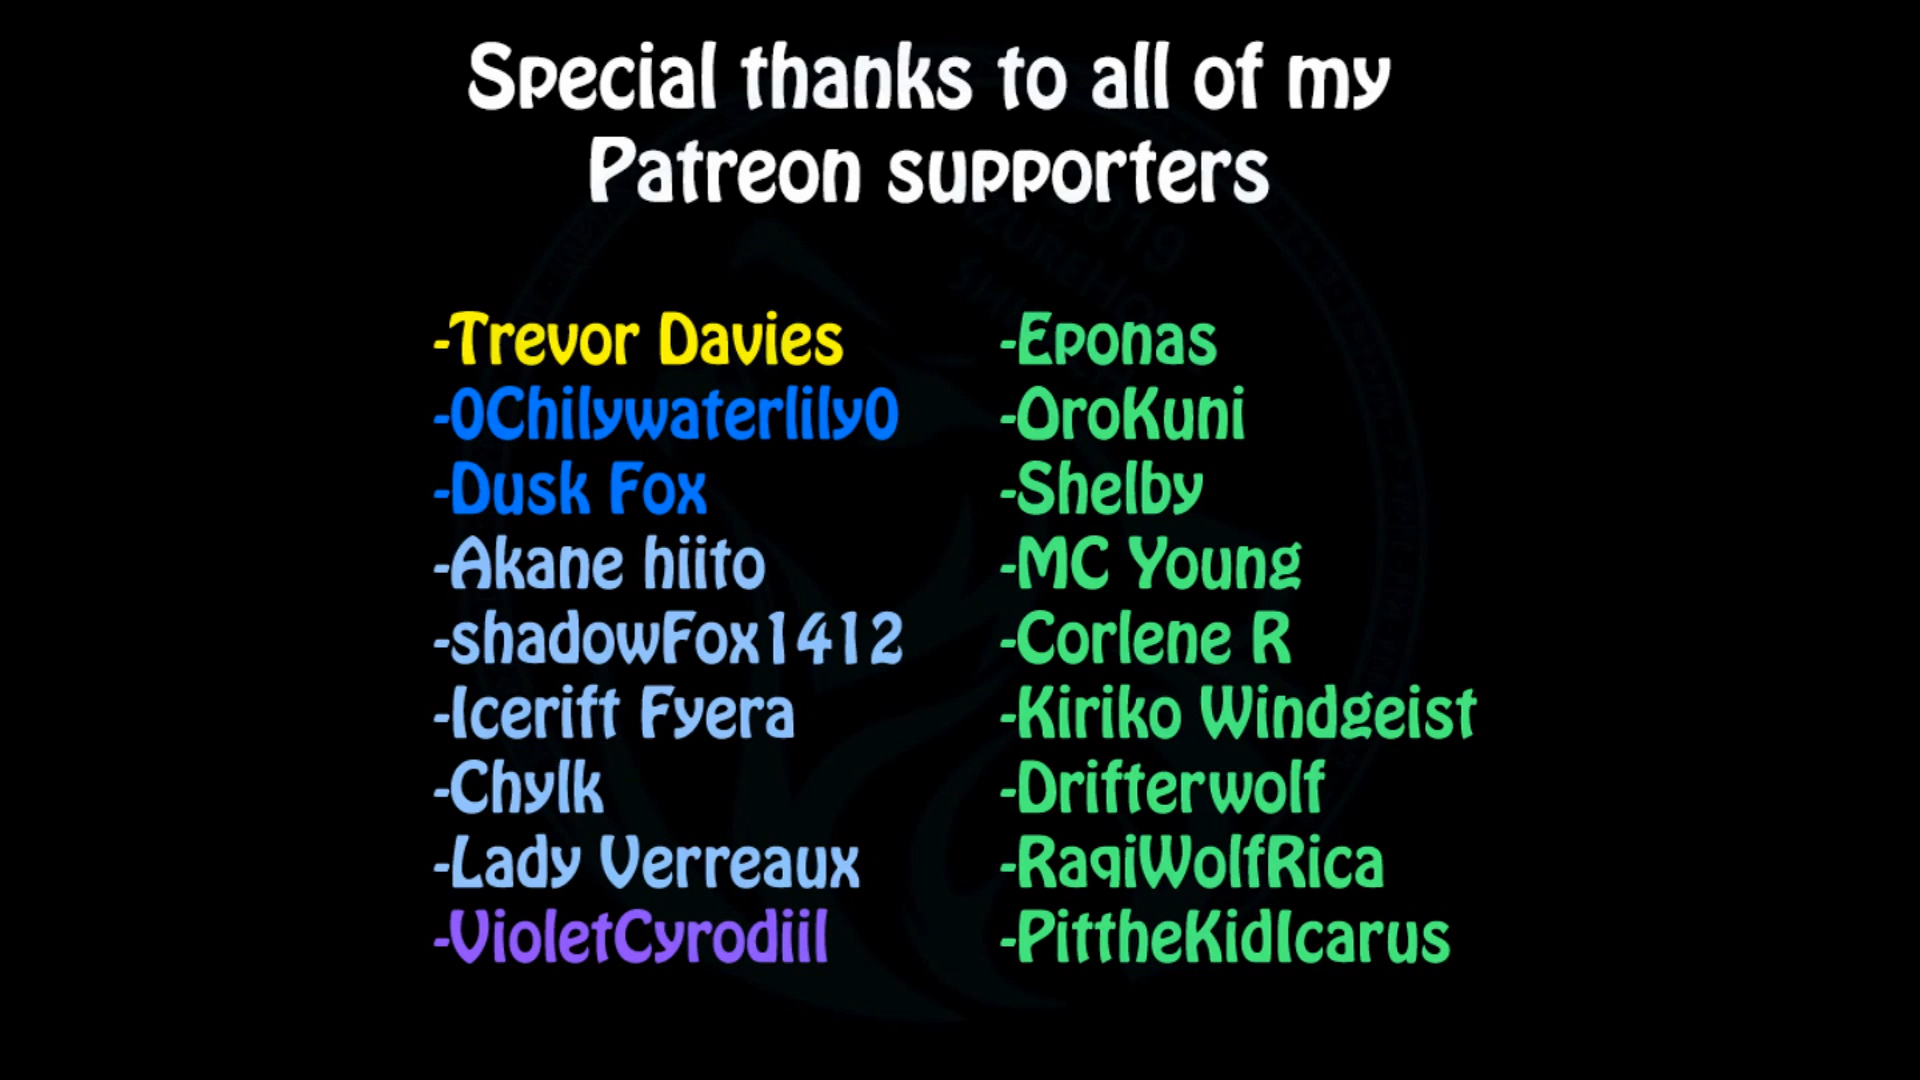 Special thanks to all of my
Patreon supporters
-Trevor Davies
-0Chilywaterlily0
-Dusk Fox
-Akane hiito
-shadowFox1412
-Icerift Fyera
-Chylk
-Lady Verreaux
-VioletCyrodiil
-Eponas
-OroKuni
-Shelby
-MC Young
-Corlene R
-Kiriko Windgeist
-Drifterwolf
-RaqiWolfRica
-PittheKidIcarus